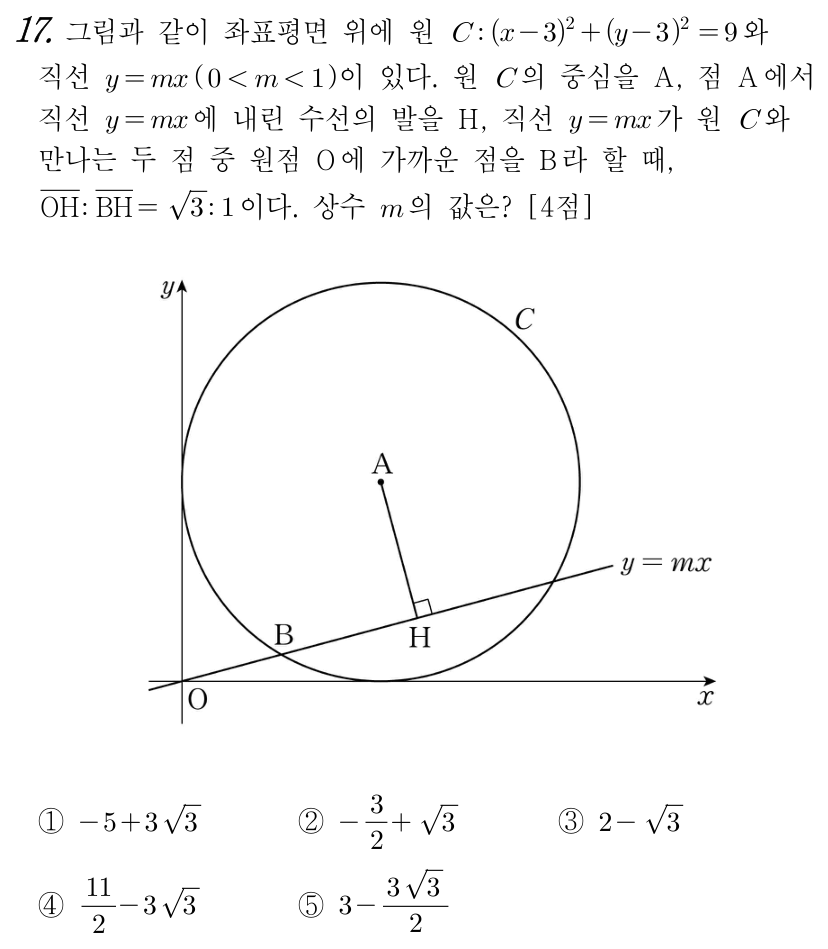 17. 그림과 같이 좌표평면 위에 원 C : (x-3)²+(y-3)²=9와
직선 y=mx (0<m<1)이 있다. 원 C의 중심을 A, 점 A에서
직선 y=mx에 내린 수선의 발을 H, 직선 y=mx가 원 C와
만나는 두 점 중 원점 O에 가까운 점을 B라 할 때,
O̅H̅ : B̅H̅ = √3 : 1이다. 상수 m의 값은? [4점]
y
C
A
y=mx
B
H
O
x
① -5+3√3 ② -3/2+√3 ③ 2-√3
④ 11/2-3√3 ⑤ 3-3√3/2